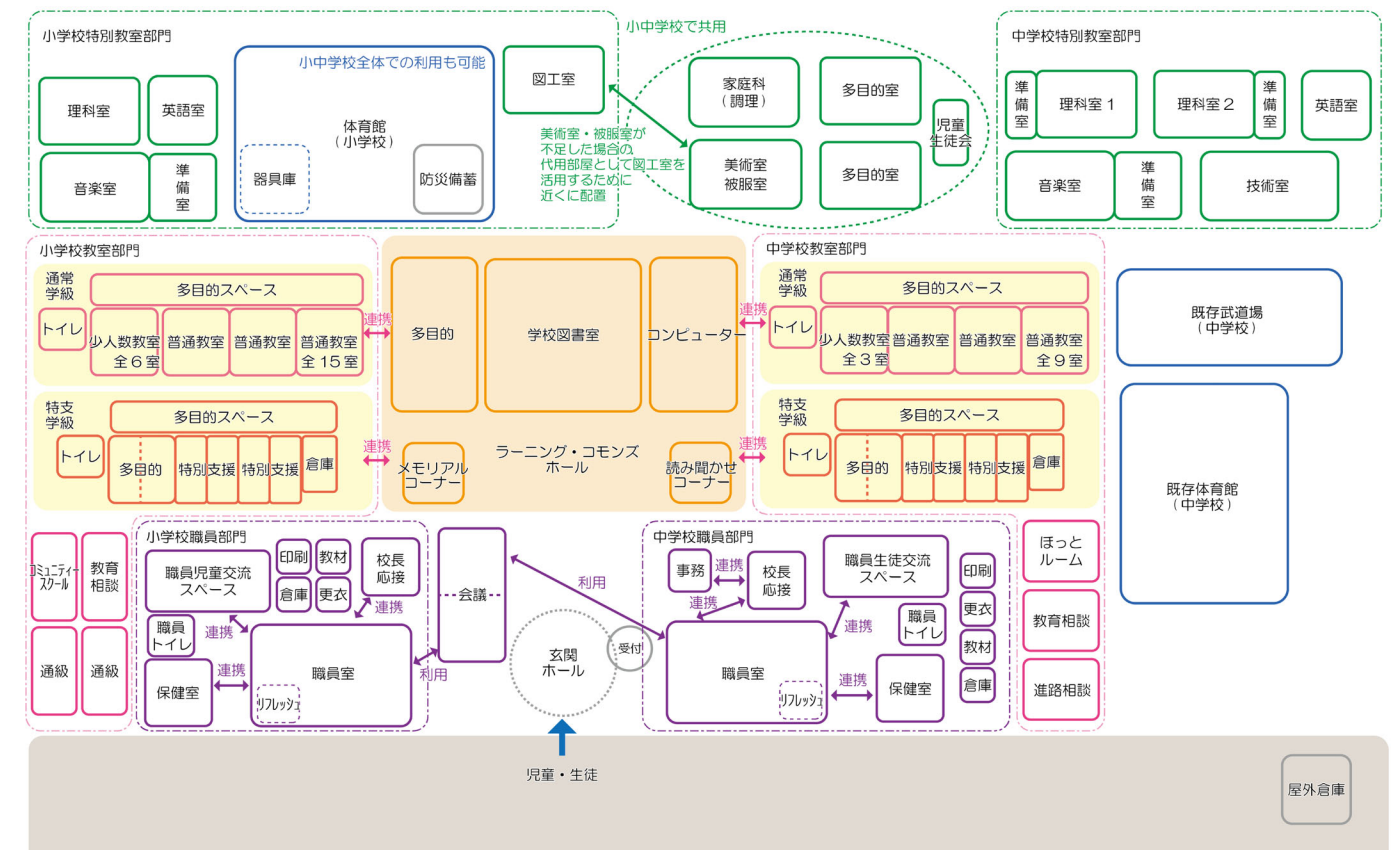 小学校特別教室部門
理科室
英語室
音楽室
準
備
室
小中学校全体での利用も可能
体育館
（小学校）
器具庫
防災備蓄
図工室
美術室・被服室が
不足した場合の
代用部屋として図工室を
活用するために
近くに配置
小中学校で共用
家庭科
（調理）
多目的室
美術室
被服室
多目的室
児童
生徒会
中学校特別教室部門
準
備
室
理科室１
理科室２
準
備
室
英語室
音楽室
準
備
室
技術室
小学校教室部門
通常
学級
多目的スペース
トイレ
少人数教室
全６室
普通教室
普通教室
普通教室
全 15 室
連携
特支
学級
多目的スペース
トイレ
多目的
特別支援
特別支援
倉庫
連携
多目的
学校図書室
コンピューター
ラーニング・コモンズ
ホール
メモリアル
コーナー
読み聞かせ
コーナー
中学校教室部門
連携
通常
学級
多目的スペース
トイレ
少人数教室
全３室
普通教室
普通教室
普通教室
全９室
連携
特支
学級
多目的スペース
トイレ
多目的
特別支援
特別支援
倉庫
既存武道場
（中学校）
既存体育館
（中学校）
コミュニティー
スクール
教育
相談
通級
通級
小学校職員部門
職員児童交流
スペース
印刷
教材
倉庫
更衣
校長
応接
連携
職員
トイレ
連携
保健室
連携
職員室
リフレッシュ
会議
利用
利用
玄関
ホール
受付
中学校職員部門
事務
連携
校長
応接
連携
職員生徒交流
スペース
連携
職員
トイレ
印刷
更衣
教材
倉庫
職員室
リフレッシュ
連携
保健室
ほっと
ルーム
教育相談
進路相談
児童・生徒
屋外倉庫